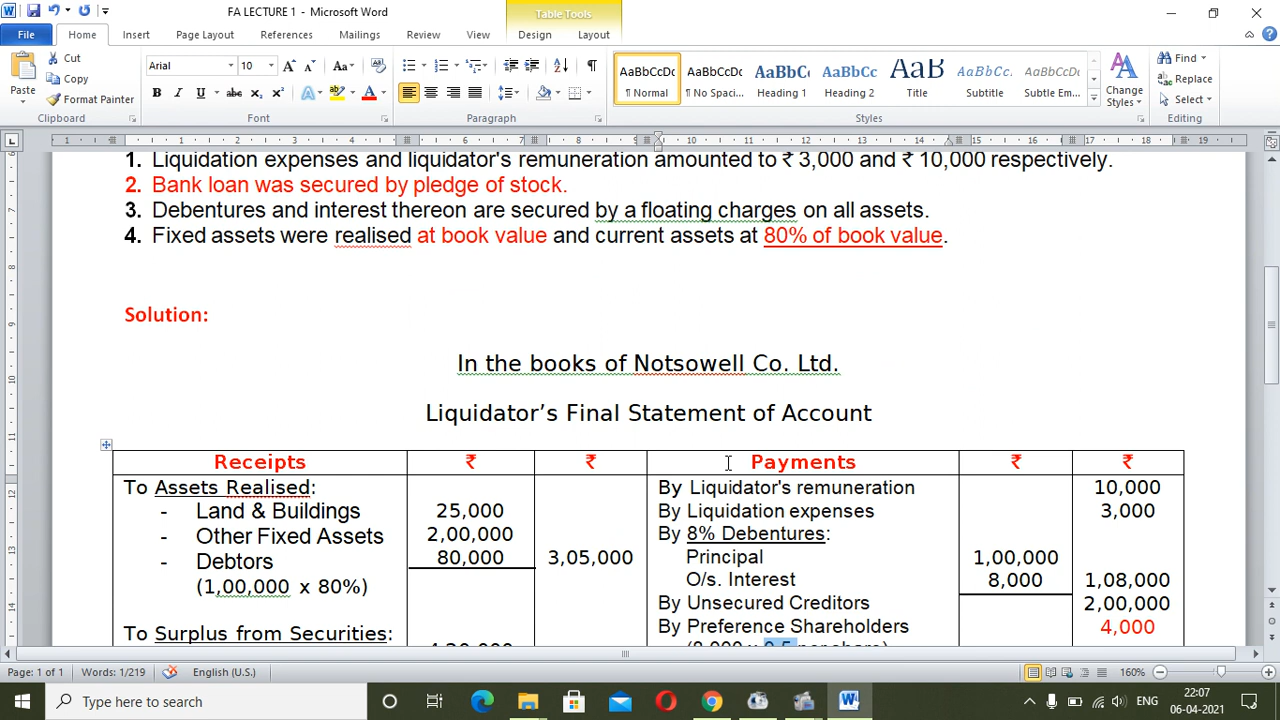 FA LECTURE 1 - Microsoft Word
Table Tools
File Home Insert Page Layout References Mailings Review View Design Layout
Paste
Cut
Copy
Format Painter
Clipboard
Arial 10
Font
Paragraph
AaBbCcDc AaBbCcDc AaBbCc AaBbCc AaB AaBbCcL AaBbCcDc
¶ Normal ¶ No Spaci... Heading 1 Heading 2 Title Subtitle Subtle Em...
Styles
Change
Styles
Find
Replace
Select
Editing
1. Liquidation expenses and liquidator's remuneration amounted to ₹ 3,000 and ₹ 10,000 respectively.
2. Bank loan was secured by pledge of stock.
3. Debentures and interest thereon are secured by a floating charges on all assets.
4. Fixed assets were realised at book value and current assets at 80% of book value.
Solution:
In the books of Notsowell Co. Ltd.
Liquidator’s Final Statement of Account
Receipts ₹ ₹ Payments ₹ ₹
To Assets Realised: By Liquidator's remuneration 10,000
- Land & Buildings 25,000 By Liquidation expenses 3,000
- Other Fixed Assets 2,00,000 By 8% Debentures:
- Debtors 80,000 3,05,000 Principal 1,00,000
(1,00,000 x 80%) O/s. Interest 8,000 1,08,000
By Unsecured Creditors 2,00,000
To Surplus from Securities: By Preference Shareholders 4,000
Page: 1 of 1 Words: 1/219 English (U.S.) 160%
Type here to search
ENG
22:07
06-04-2021